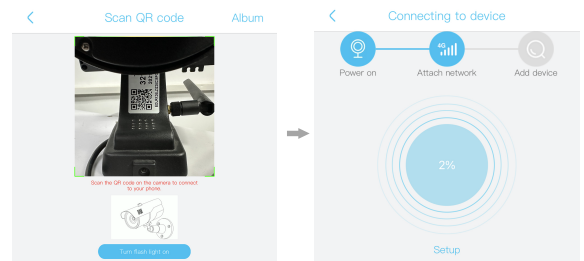 Scan QR code
Album
Scan the QR code on the camera to connect
to your phone.
Turn flash light on
Connecting to device
4G
Power on
Attach network
Add device
2%
Setup